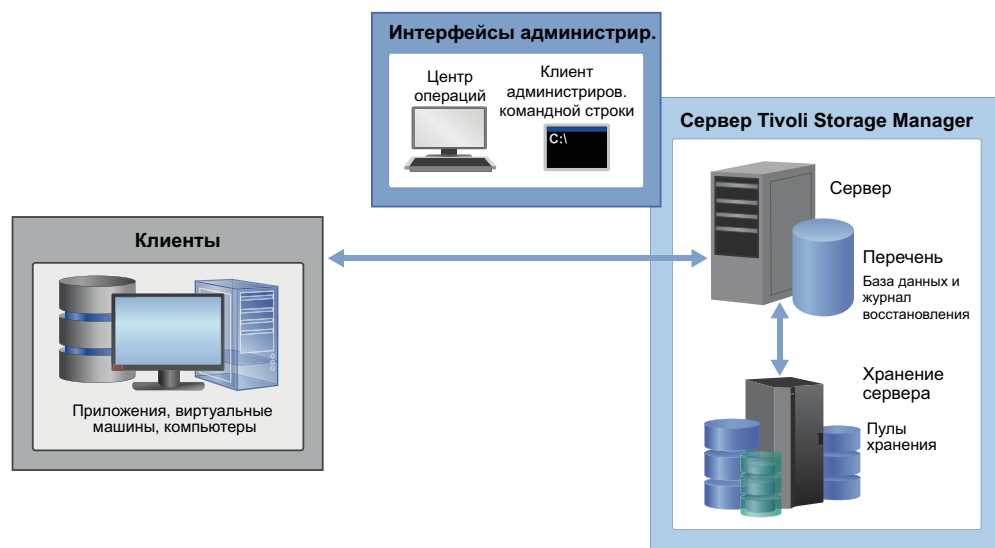 Интерфейсы администрир.
Центр
операций
Клиент
администриров.
командной строки
C:\
Сервер Tivoli Storage Manager
Сервер
Перечень
База данных и
журнал
восстановления
Хранение
сервера
Пулы
хранения
Клиенты
Приложения, виртуальные
машины, компьютеры